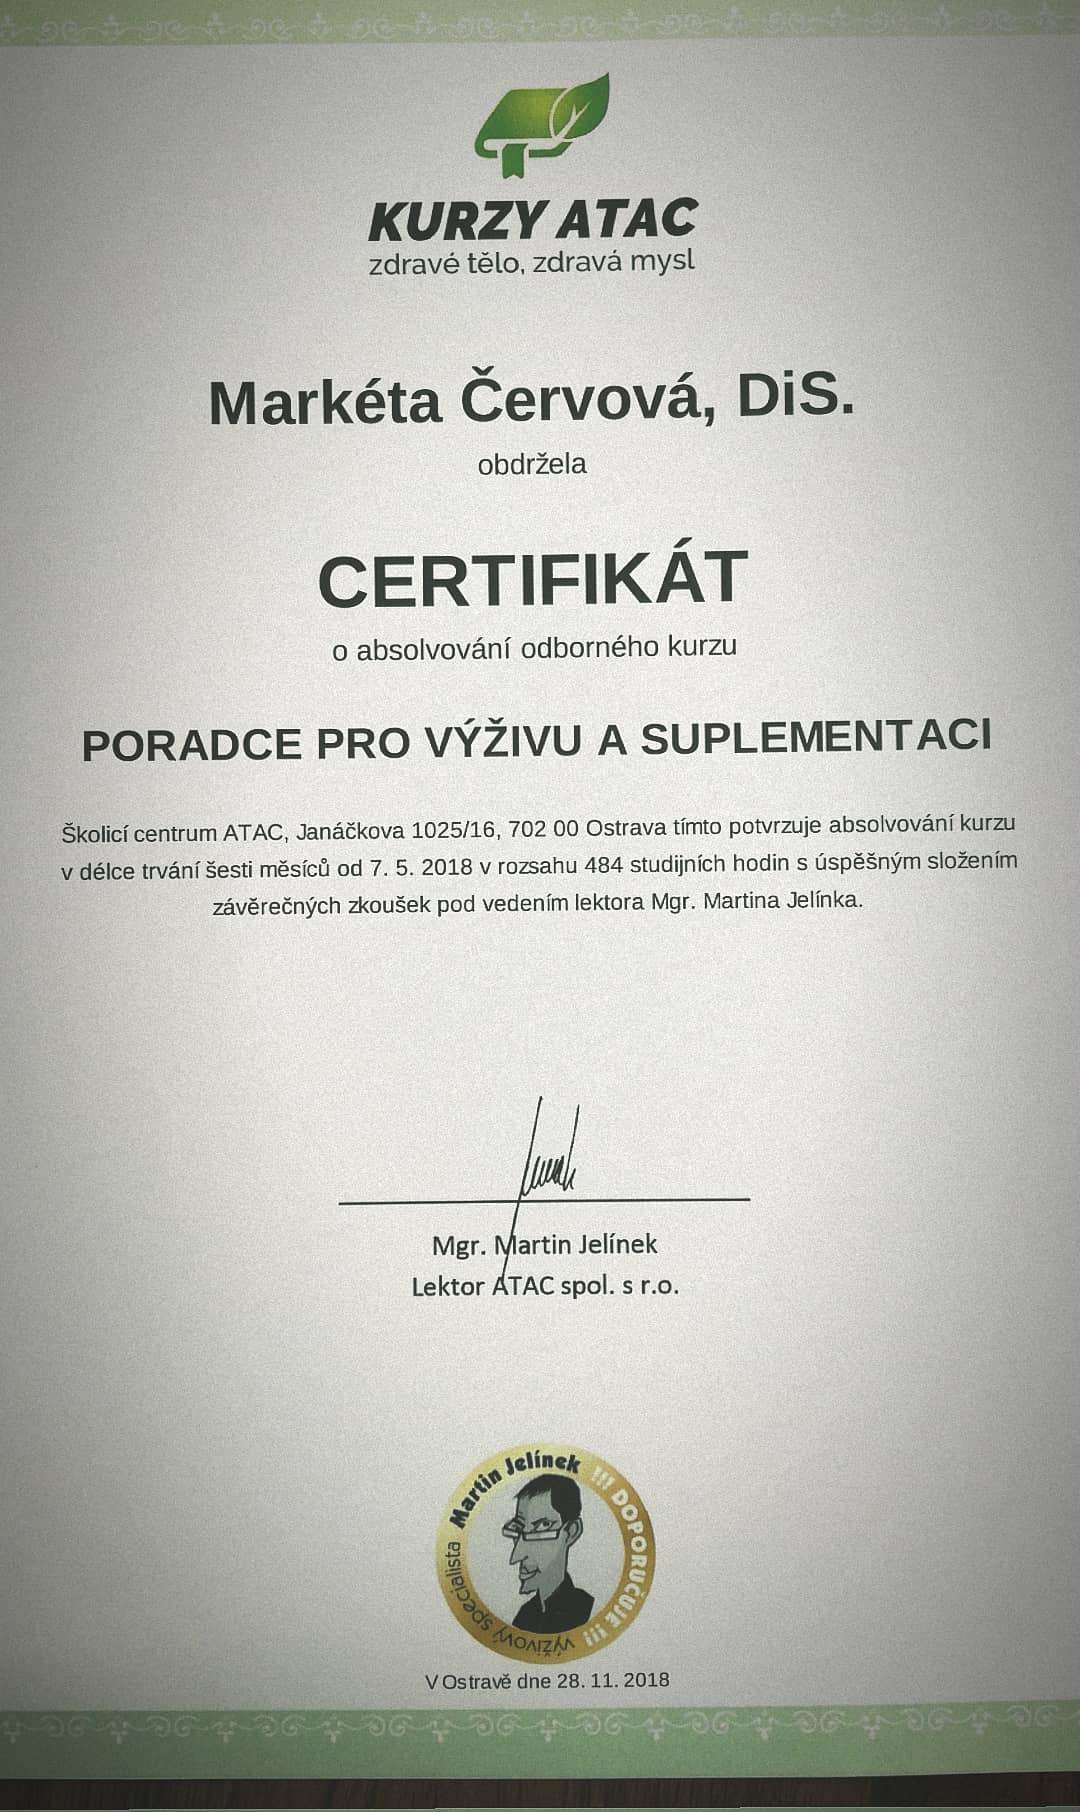 KURZY ATAC
zdravé tělo, zdravá mysl
Markéta Červová, DiS.
obdržela
CERTIFIKÁT
o absolvování odborného kurzu
PORADCE PRO VÝŽIVU A SUPLEMENTACI
Školicí centrum ATAC, Janáčkova 1025/16, 702 00 Ostrava tímto potvrzuje absolvování kurzu
v délce trvání šesti měsíců od 7. 5. 2018 v rozsahu 484 studijních hodin s úspěšným složením
závěrečných zkoušek pod vedením lektora Mgr. Martina Jelínka.
Mgr. Martin Jelínek
Lektor ATAC spol. s r.o.
výživový specialista Martin Jelínek !!! DOPORUČUJE !!!
V Ostravě dne 28. 11. 2018